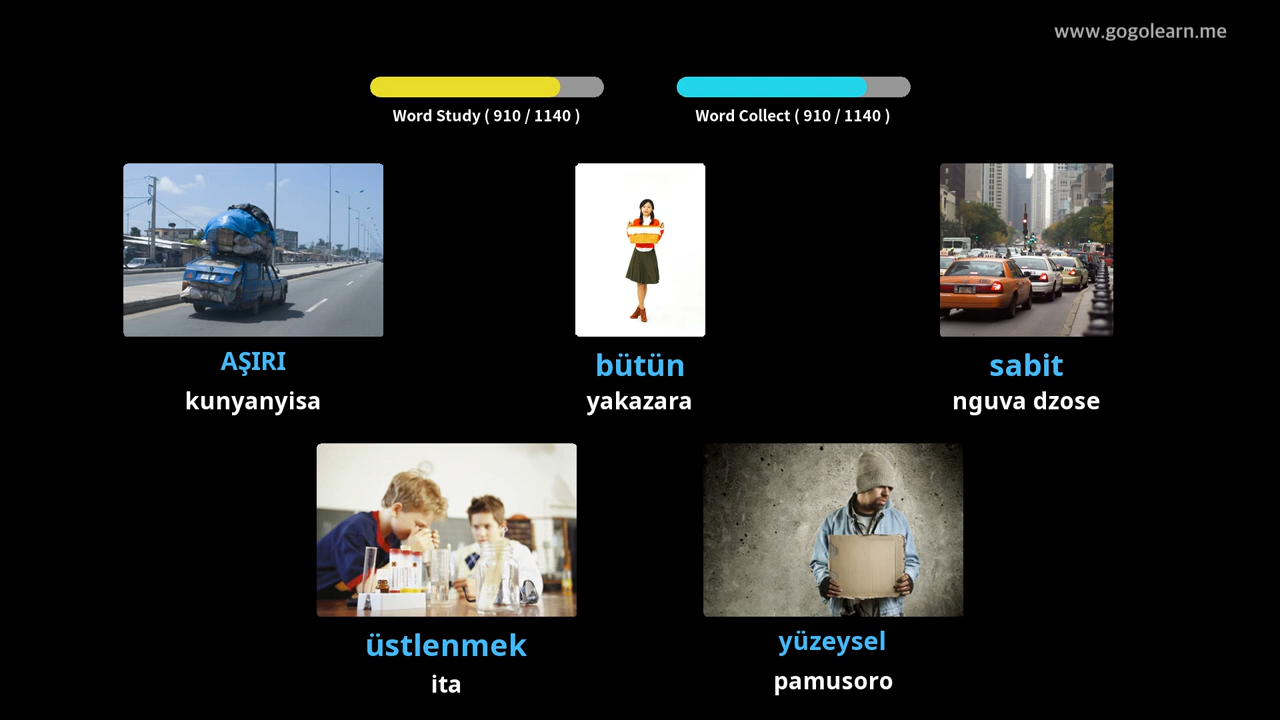 www.gogolearn.me
Word Study ( 910 / 1140 )
Word Collect ( 910 / 1140 )
AŞIRI
kunyanyisa
bütün
yakazara
sabit
nguva dzose
üstlenmek
ita
yüzeysel
pamusoro